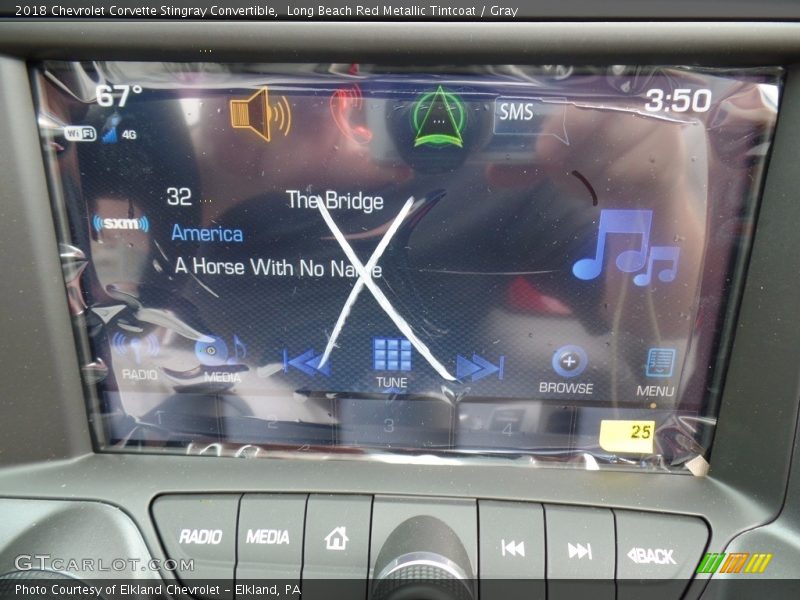 2018 Chevrolet Corvette Stingray Convertible, Long Beach Red Metallic Tintcoat / Gray
67° SMS 3:50
WiFi 4G
32 The Bridge
sxm America
A Horse With No Name
RADIO MEDIA TUNE BROWSE MENU
1 2 3 4
25
RADIO MEDIA BACK
GTCarLot.com
Photo Courtesy of Elkland Chevrolet - Elkland, PA